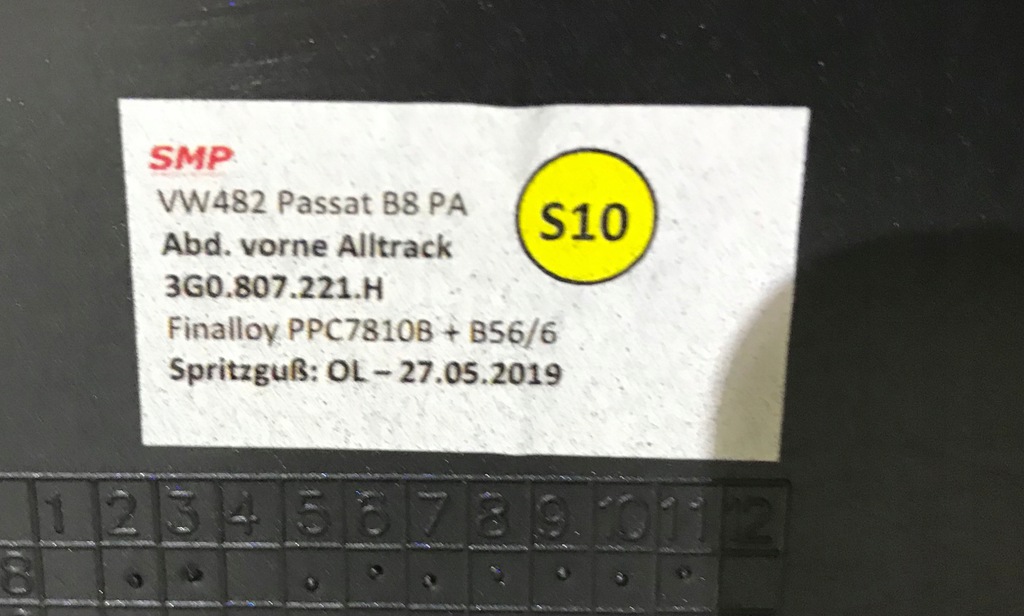 SMP
VW482 Passat B8 PA
S10
Abd. vorne Alltrack
3G0.807.221.H
Finalloy PPC7810B + B56/6
Spritzguß: OL – 27.05.2019
1 2 3 4 5 6 7 8 9 10 11 12
8